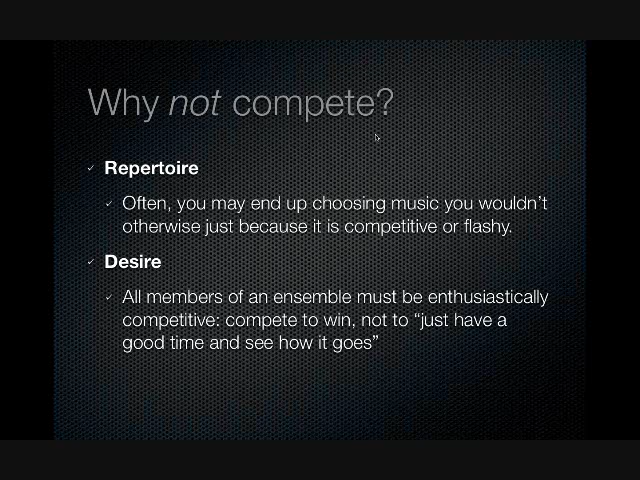 Why not compete?
Repertoire
Often, you may end up choosing music you wouldn’t
otherwise just because it is competitive or flashy.
Desire
All members of an ensemble must be enthusiastically
competitive: compete to win, not to “just have a
good time and see how it goes”